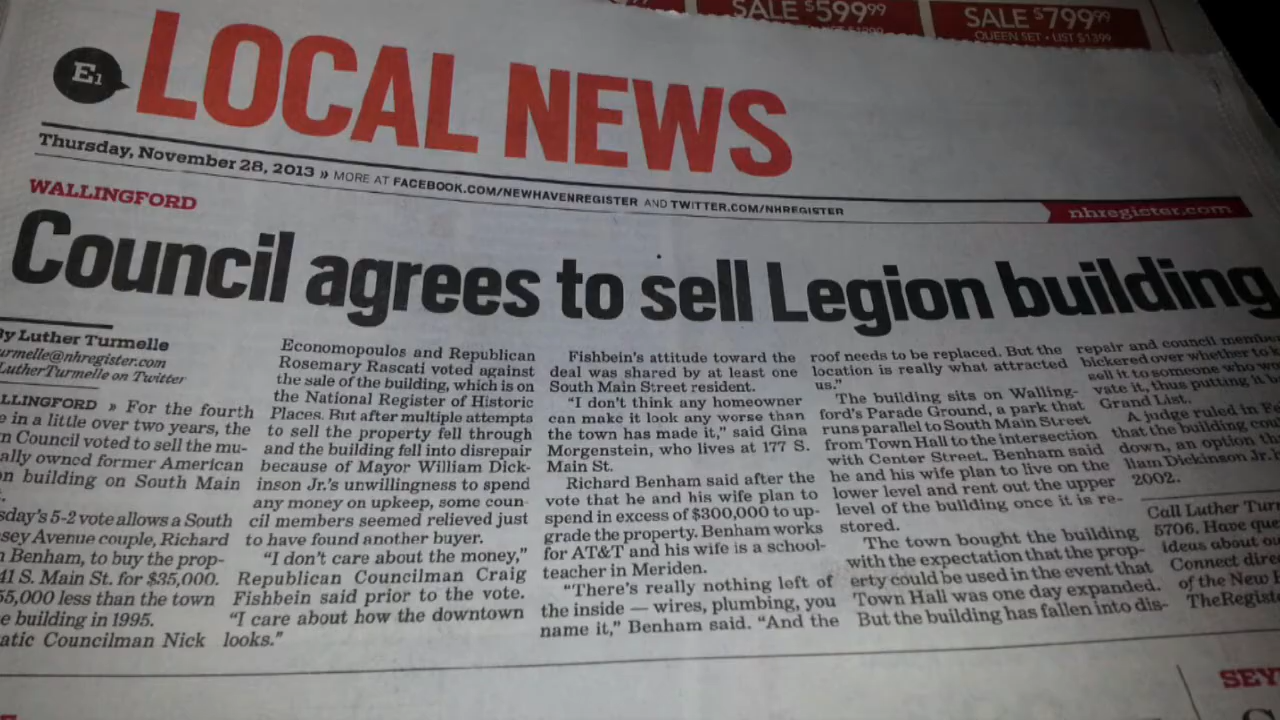 SALE $599⁹⁹
SALE $799⁹⁹
QUEEN SET • LIST $1399
E1
LOCAL NEWS
Thursday, November 28, 2013 » MORE AT FACEBOOK.COM/NEWHAVENREGISTER AND TWITTER.COM/NHREGISTER
nhregister.com
WALLINGFORD
Council agrees to sell Legion building
By Luther Turmelle
urmelle@nhregister.com
LutherTurmelle on Twitter
LLINGFORD » For the fourth
e in a little over two years, the
n Council voted to sell the mu-
ally owned former American
on building on South Main
sday's 5-2 vote allows a South
sey Avenue couple, Richard
n Benham, to buy the prop-
41 S. Main St. for $35,000.
55,000 less than the town
e building in 1995.
atic Councilman Nick
Economopoulos and Republican
Rosemary Rascati voted against
the sale of the building, which is on
the National Register of Historic
Places. But after multiple attempts
to sell the property fell through
and the building fell into disrepair
because of Mayor William Dick-
inson Jr.'s unwillingness to spend
any money on upkeep, some coun-
cil members seemed relieved just
to have found another buyer.
"I don't care about the money,"
Republican Councilman Craig
Fishbein said prior to the vote.
"I care about how the downtown
looks."
Fishbein's attitude toward the
deal was shared by at least one
South Main Street resident.
"I don't think any homeowner
can make it look any worse than
the town has made it," said Gina
Morgenstein, who lives at 177 S.
Main St.
Richard Benham said after the
vote that he and his wife plan to
spend in excess of $300,000 to up-
grade the property. Benham works
for AT&T and his wife is a school-
teacher in Meriden.
"There's really nothing left of
the inside — wires, plumbing, you
name it," Benham said. "And the
roof needs to be replaced. But the
location is really what attracted
us."
The building sits on Walling-
ford's Parade Ground, a park that
runs parallel to South Main Street
from Town Hall to the intersection
with Center Street. Benham said
he and his wife plan to live on the
lower level and rent out the upper
level of the building once it is re-
stored.
The town bought the building
with the expectation that the prop-
erty could be used in the event that
Town Hall was one day expanded.
But the building has fallen into dis-
repair and council membe
bickered over whether to
sell it to someone who wo
vate it, thus putting it
Grand List.
A judge ruled in
that the building cou
down, an option th
liam Dickinson Jr.
2002.
Call Luther Tur
5706. Have que
ideas about ou
Connect dire
of the New
TheRegist
SEY